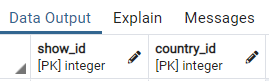 Data Output Explain Messages
show_id country_id
[PK] integer [PK] integer